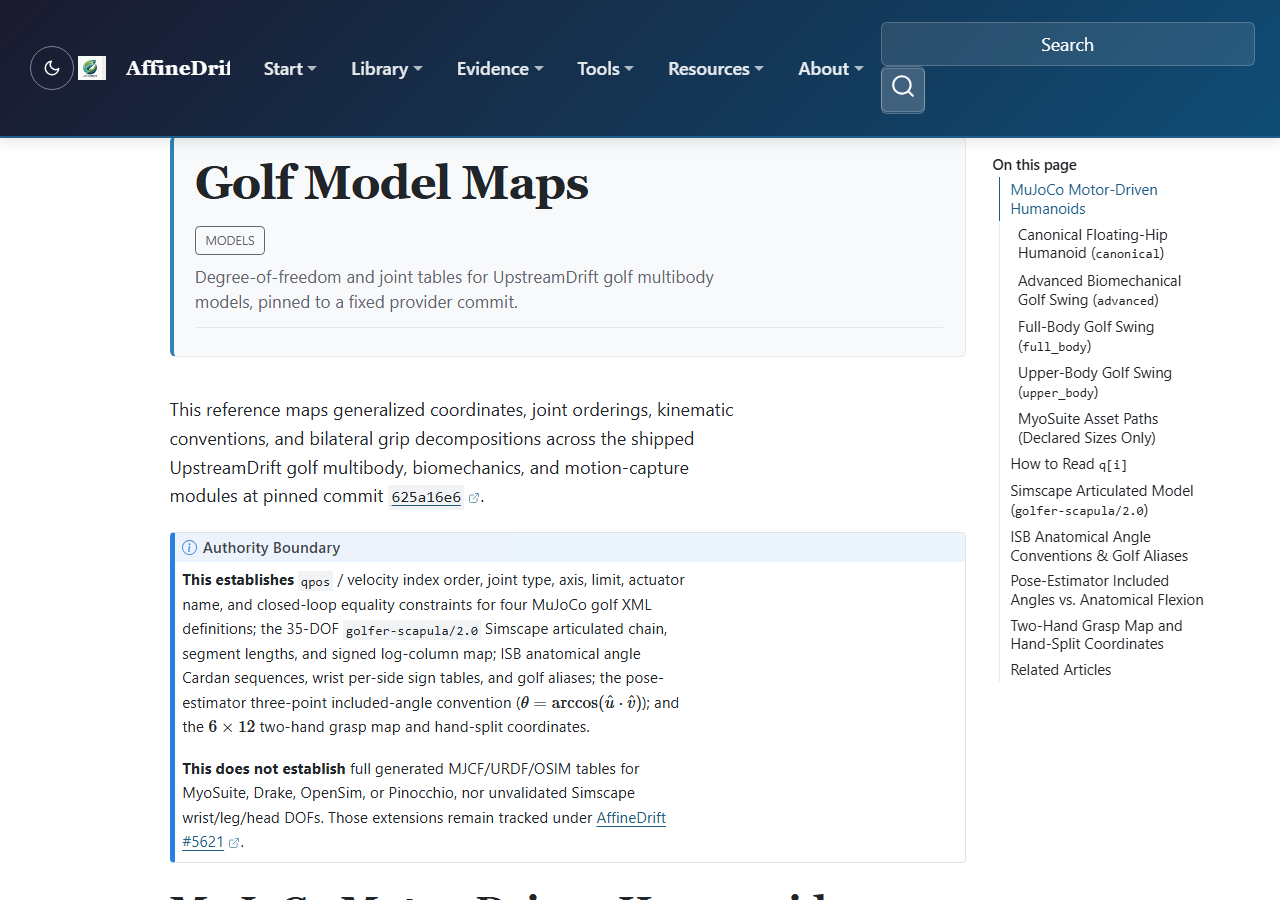 AffineDrif
Start
Library
Evidence
Tools
Resources
About
Search
Golf Model Maps
MODELS
Degree-of-freedom and joint tables for UpstreamDrift golf multibody
models, pinned to a fixed provider commit.
This reference maps generalized coordinates, joint orderings, kinematic
conventions, and bilateral grip decompositions across the shipped
UpstreamDrift golf multibody, biomechanics, and motion-capture
modules at pinned commit 625a16e6.
Authority Boundary
This establishes qpos / velocity index order, joint type, axis, limit, actuator
name, and closed-loop equality constraints for four MuJoCo golf XML
definitions; the 35-DOF golfer-scapula/2.0 Simscape articulated chain,
segment lengths, and signed log-column map; ISB anatomical angle
Cardan sequences, wrist per-side sign tables, and golf aliases; the pose-
estimator three-point included-angle convention (θ = arccos(û · v̂)); and
the 6 × 12 two-hand grasp map and hand-split coordinates.
This does not establish full generated MJCF/URDF/OSIM tables for
MyoSuite, Drake, OpenSim, or Pinocchio, nor unvalidated Simscape
wrist/leg/head DOFs. Those extensions remain tracked under AffineDrift
#5621.
On this page
MuJoCo Motor-Driven
Humanoids
Canonical Floating-Hip
Humanoid (canonical)
Advanced Biomechanical
Golf Swing (advanced)
Full-Body Golf Swing
(full_body)
Upper-Body Golf Swing
(upper_body)
MyoSuite Asset Paths
(Declared Sizes Only)
How to Read q[i]
Simscape Articulated Model
(golfer-scapula/2.0)
ISB Anatomical Angle
Conventions & Golf Aliases
Pose-Estimator Included
Angles vs. Anatomical Flexion
Two-Hand Grasp Map and
Hand-Split Coordinates
Related Articles